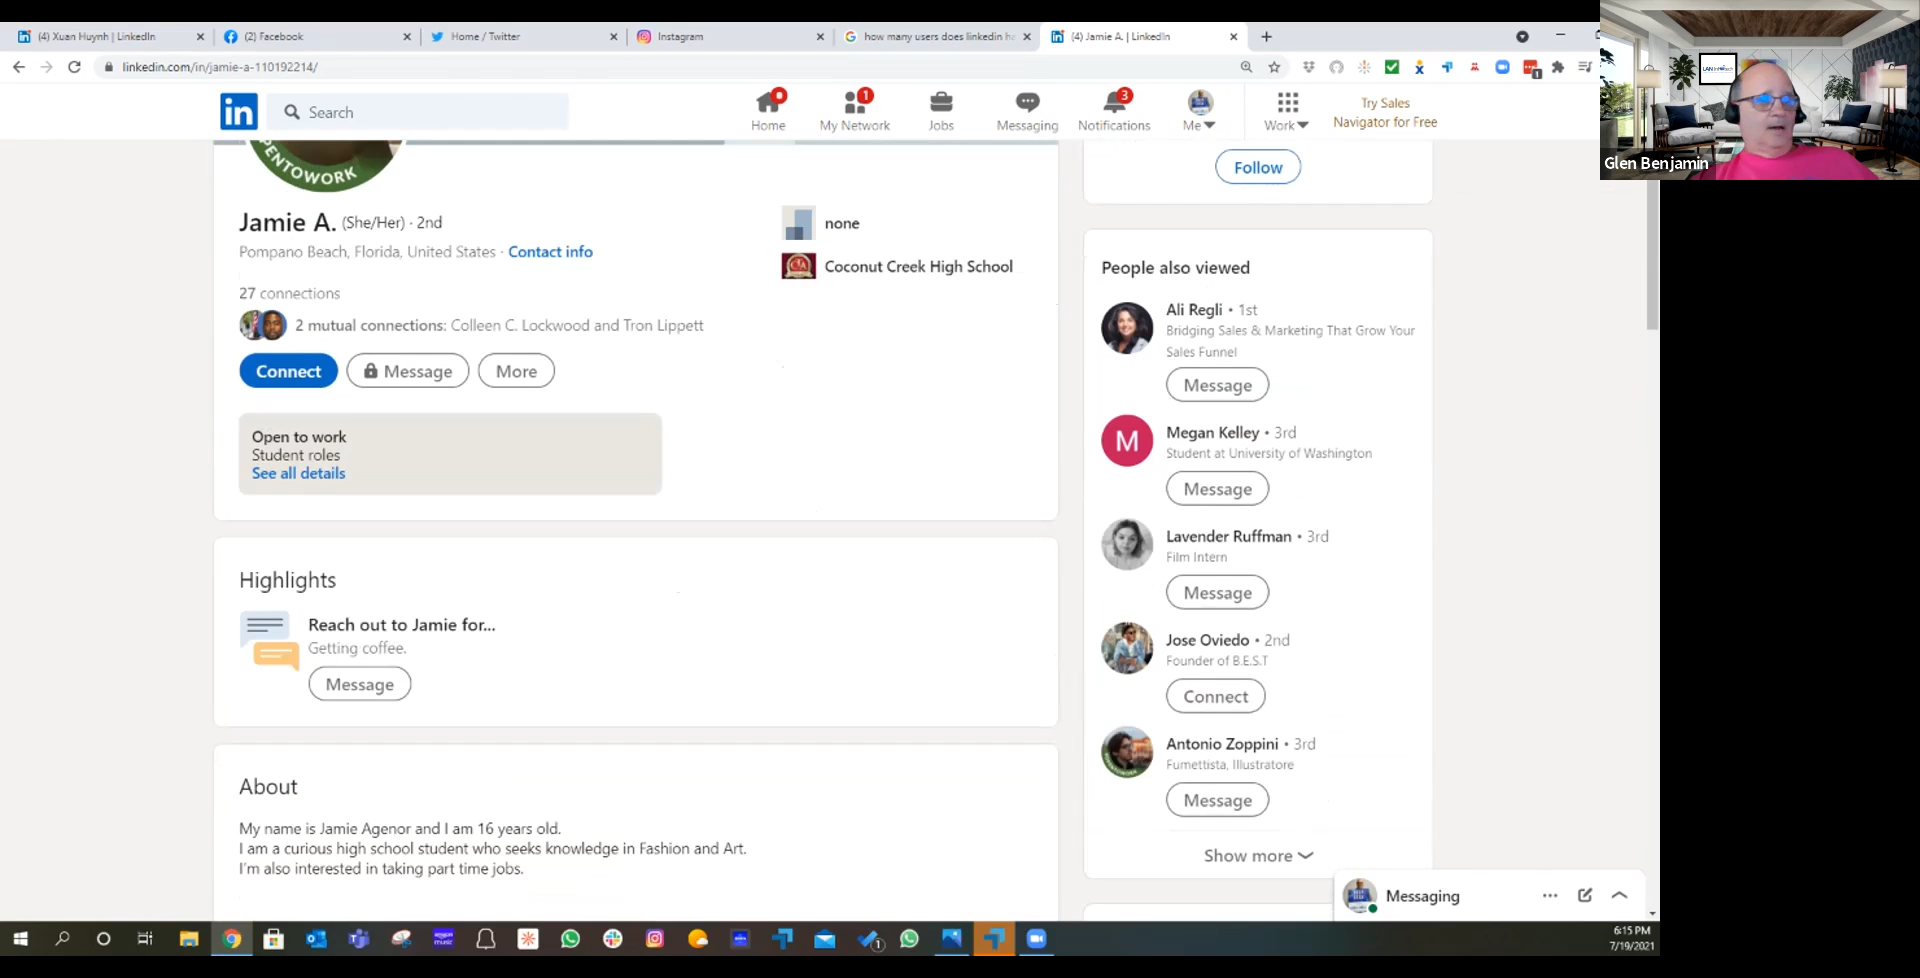 (4) Xuan Huynh | LinkedIn
(2) Facebook
Home / Twitter
Instagram
how many users does linkedin ha
(4) Jamie A. | LinkedIn
linkedin.com/in/jamie-a-110192214/
in
Search
Home
1
My Network
Jobs
Messaging
3
Notifications
Me
Work
Try Sales
Navigator for Free
Glen Benjamin
PENTOWORK
Follow
Jamie A. (She/Her) · 2nd
Pompano Beach, Florida, United States · Contact info
27 connections
2 mutual connections: Colleen C. Lockwood and Tron Lippett
Connect
Message
More
none
Coconut Creek High School
Open to work
Student roles
See all details
Highlights
Reach out to Jamie for...
Getting coffee.
Message
About
My name is Jamie Agenor and I am 16 years old.
I am a curious high school student who seeks knowledge in Fashion and Art.
I'm also interested in taking part time jobs.
People also viewed
Ali Regli • 1st
Bridging Sales & Marketing That Grow Your
Sales Funnel
Message
M
Megan Kelley • 3rd
Student at University of Washington
Message
Lavender Ruffman • 3rd
Film Intern
Message
Jose Oviedo • 2nd
Founder of B.E.S.T
Connect
Antonio Zoppini • 3rd
Fumettista, Illustratore
Message
Show more
Messaging
6:15 PM
7/19/2021